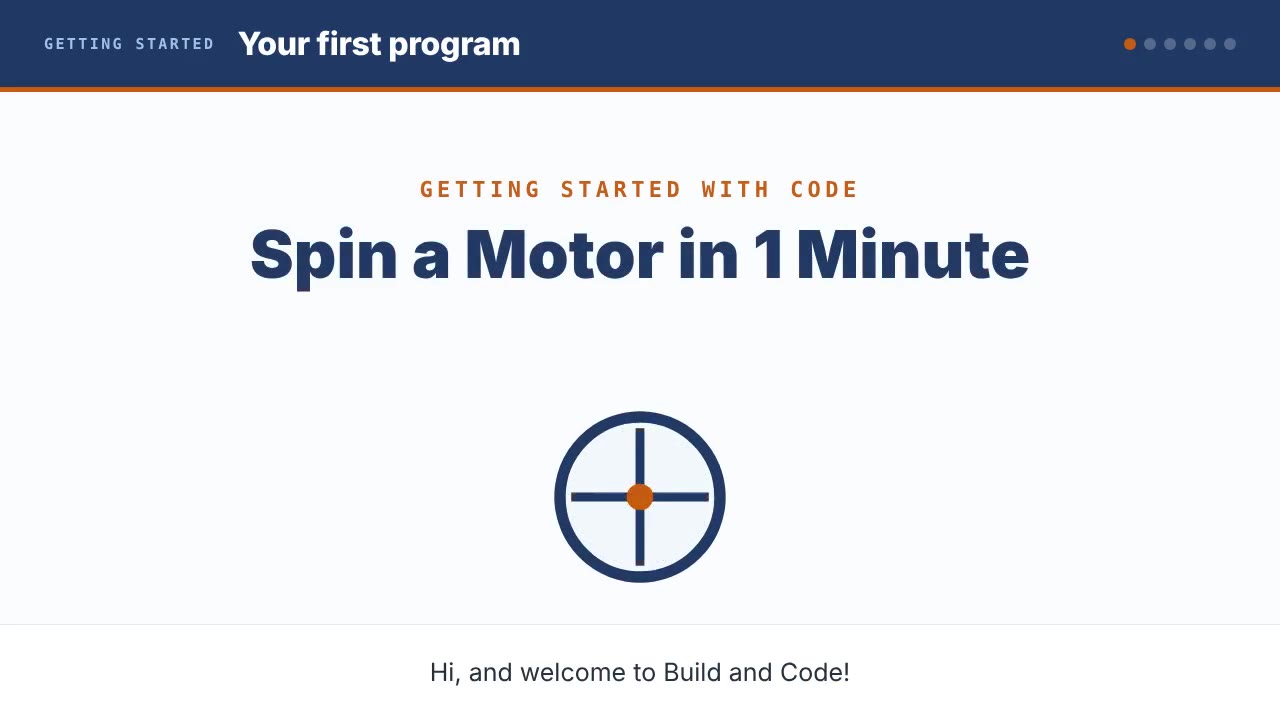 GETTING STARTED Your first program
GETTING STARTED WITH CODE
Spin a Motor in 1 Minute
Hi, and welcome to Build and Code!